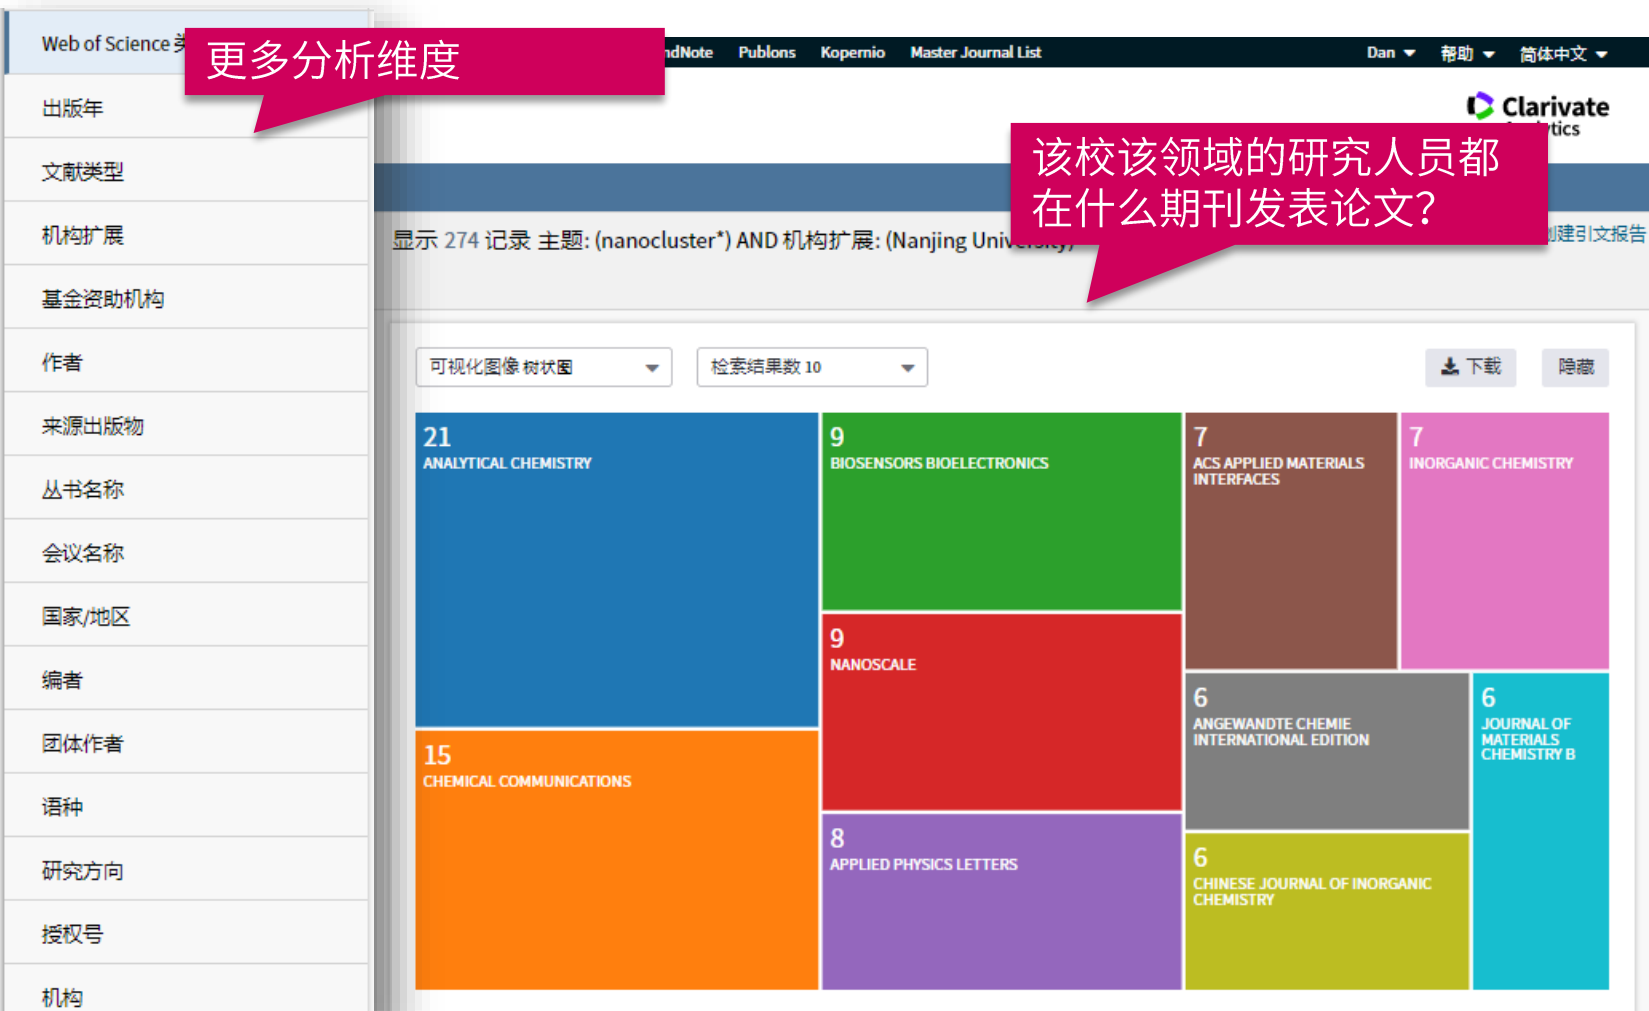 Web of Science
更多分析维度
出版年
文献类型
机构扩展
基金资助机构
作者
来源出版物
丛书名称
会议名称
国家/地区
编者
团体作者
语种
研究方向
授权号
机构
Publons Kopernio Master Journal List Dan 帮助 简体中文
Clarivate
该校该领域的研究人员都
在什么期刊发表论文？
显示 274 记录 主题: (nanocluster*) AND 机构扩展: (Nanjing University)
创建引文报告
可视化图像 树状图 检索结果数 10 下载 隐藏
21
ANALYTICAL CHEMISTRY
15
CHEMICAL COMMUNICATIONS
9
BIOSENSORS BIOELECTRONICS
9
NANOSCALE
8
APPLIED PHYSICS LETTERS
7
ACS APPLIED MATERIALS
INTERFACES
7
INORGANIC CHEMISTRY
6
ANGEWANDTE CHEMIE
INTERNATIONAL EDITION
6
JOURNAL OF
MATERIALS
CHEMISTRY B
6
CHINESE JOURNAL OF INORGANIC
CHEMISTRY